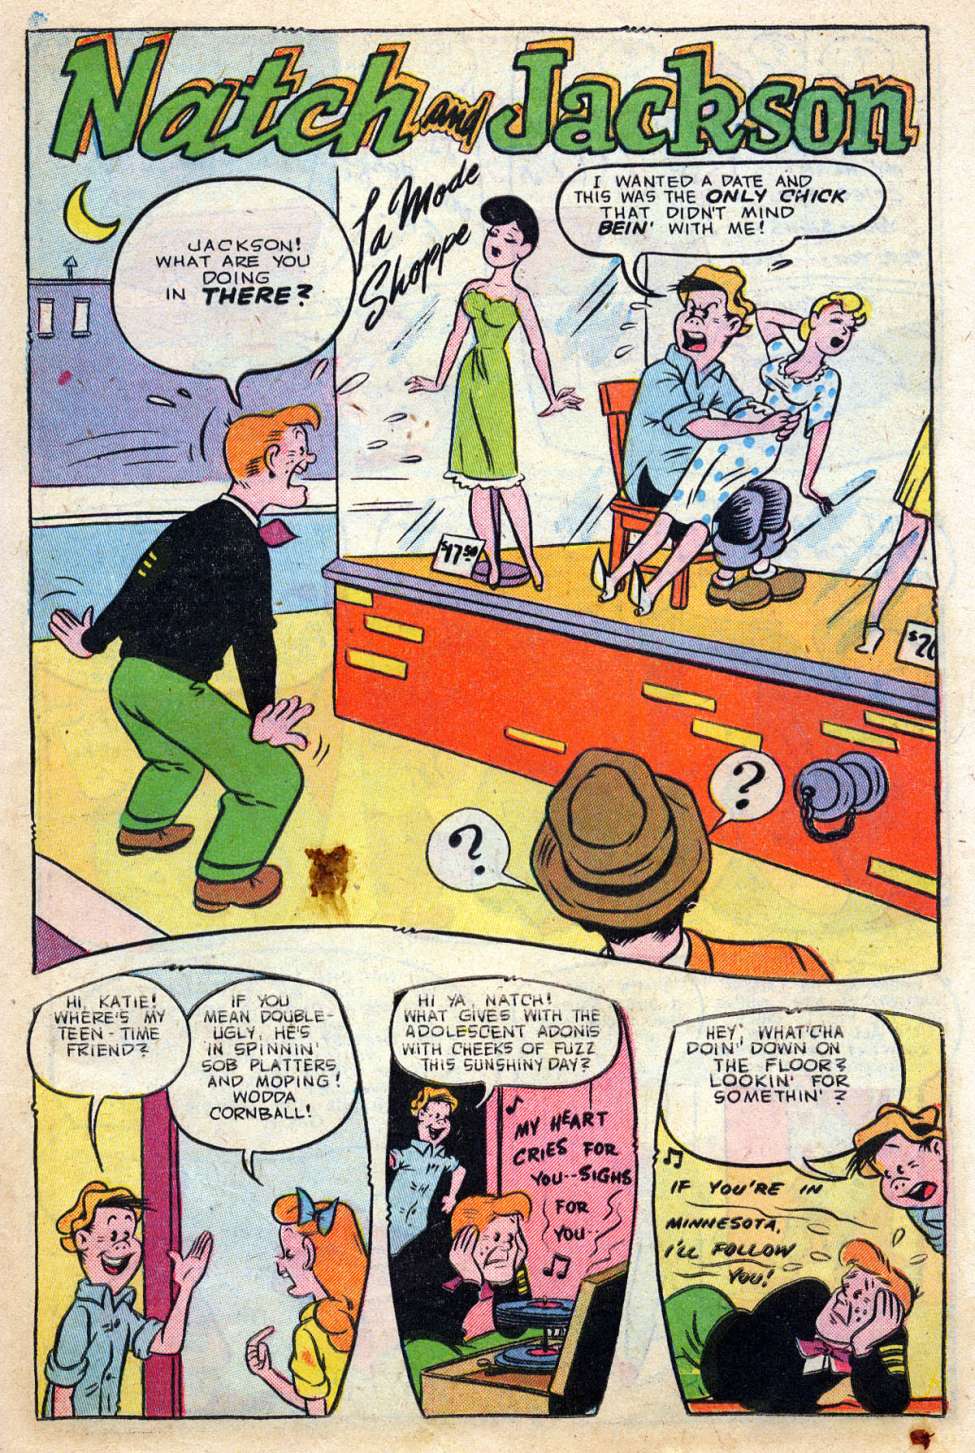 Natch and Jackson
JACKSON!
WHAT ARE YOU
DOING
IN THERE?
La Mode
Shoppe
I WANTED A DATE AND
THIS WAS THE ONLY CHICK
THAT DIDN'T MIND
BEIN' WITH ME!
$17.50
$20
?
?
HI, KATIE!
WHERE'S MY
TEEN-TIME
FRIEND?
IF YOU
MEAN DOUBLE-
UGLY, HE'S
IN SPINNIN'
SOB PLATTERS
AND MOPING!
WODDA
CORNBALL!
HI YA, NATCH!
WHAT GIVES WITH THE
ADOLESCENT ADONIS
WITH CHEEKS OF FUZZ
THIS SUNSHINY DAY?
MY HEART
CRIES FOR
YOU--SIGHS
FOR
YOU--
HEY, WHAT'CHA
DOIN' DOWN ON
THE FLOOR?
LOOKIN' FOR
SOMETHIN'?
IF YOU'RE IN
MINNESOTA,
I'LL FOLLOW
YOU!